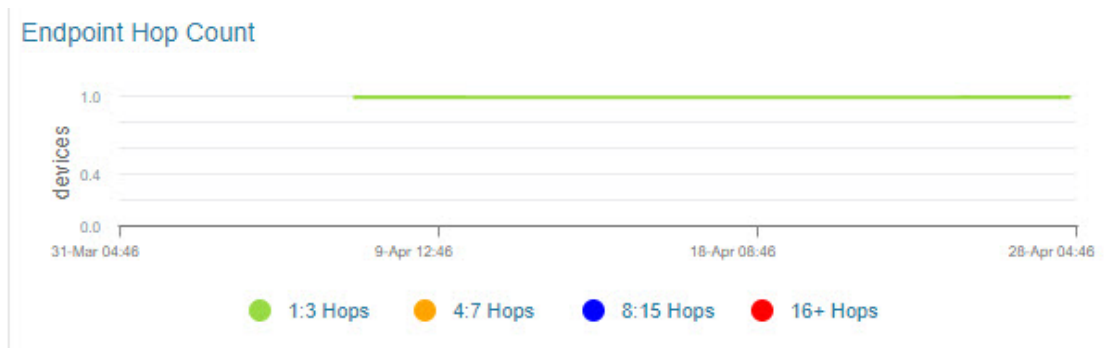 Endpoint Hop Count
1.0
devices
0.4
0.0
31-Mar 04:46 9-Apr 12:46 18-Apr 08:46 28-Apr 04:46
1:3 Hops 4:7 Hops 8:15 Hops 16+ Hops